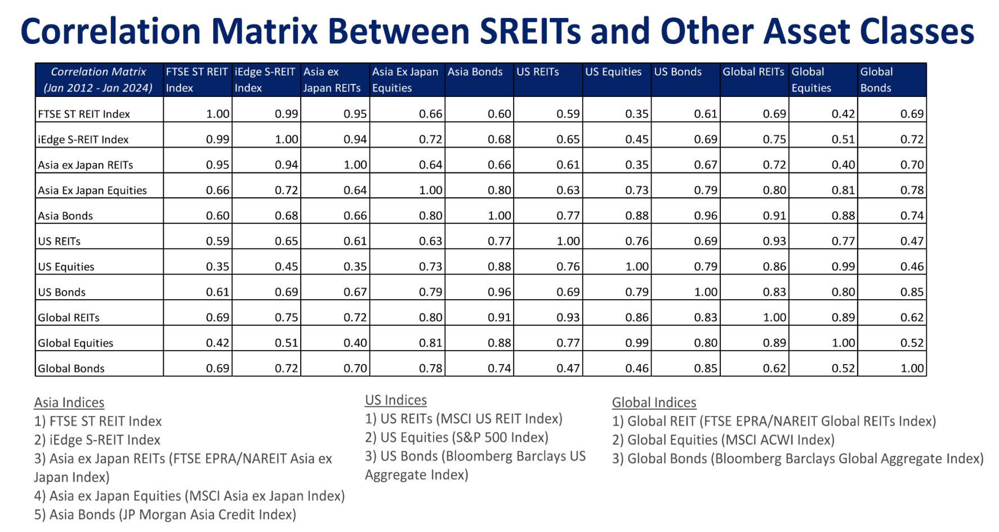 Correlation Matrix Between SREITs and Other Asset Classes
Correlation Matrix FTSE ST REIT iEdge S-REIT Asia ex Asia Ex Japan Asia Bonds US REITs US Equities US Bonds Global REITs Global Global
(Jan 2012 - Jan 2024) Index Index Japan REITs Equities Equities Bonds
FTSE ST REIT Index 1.00 0.99 0.95 0.66 0.60 0.59 0.35 0.61 0.69 0.42 0.69
iEdge S-REIT Index 0.99 1.00 0.94 0.72 0.68 0.65 0.45 0.69 0.75 0.51 0.72
Asia ex Japan REITs 0.95 0.94 1.00 0.64 0.66 0.61 0.35 0.67 0.72 0.40 0.70
Asia Ex Japan Equities 0.66 0.72 0.64 1.00 0.80 0.63 0.73 0.79 0.80 0.81 0.78
Asia Bonds 0.60 0.68 0.66 0.80 1.00 0.77 0.88 0.96 0.91 0.88 0.74
US REITs 0.59 0.65 0.61 0.63 0.77 1.00 0.76 0.69 0.93 0.77 0.47
US Equities 0.35 0.45 0.35 0.73 0.88 0.76 1.00 0.79 0.86 0.99 0.46
US Bonds 0.61 0.69 0.67 0.79 0.96 0.69 0.79 1.00 0.83 0.80 0.85
Global REITs 0.69 0.75 0.72 0.80 0.91 0.93 0.86 0.83 1.00 0.89 0.62
Global Equities 0.42 0.51 0.40 0.81 0.88 0.77 0.99 0.80 0.89 1.00 0.52
Global Bonds 0.69 0.72 0.70 0.78 0.74 0.47 0.46 0.85 0.62 0.52 1.00
Asia Indices
1) FTSE ST REIT Index
2) iEdge S-REIT Index
3) Asia ex Japan REITs (FTSE EPRA/NAREIT Asia ex
Japan Index)
4) Asia ex Japan Equities (MSCI Asia ex Japan Index)
5) Asia Bonds (JP Morgan Asia Credit Index)
US Indices
1) US REITs (MSCI US REIT Index)
2) US Equities (S&P 500 Index)
3) US Bonds (Bloomberg Barclays US
Aggregate Index)
Global Indices
1) Global REIT (FTSE EPRA/NAREIT Global REITs Index)
2) Global Equities (MSCI ACWI Index)
3) Global Bonds (Bloomberg Barclays Global Aggregate Index)